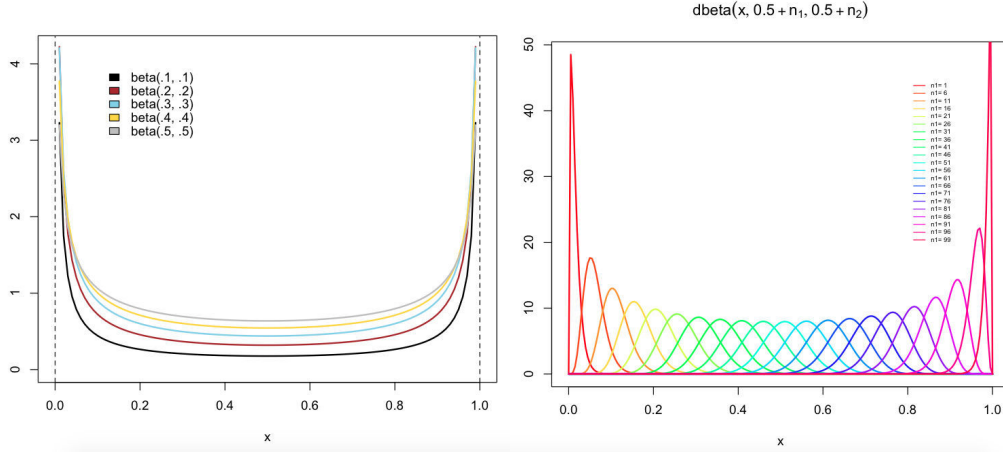 beta(.1, .1)
beta(.2, .2)
beta(.3, .3)
beta(.4, .4)
beta(.5, .5)
4
3
2
1
0
0.0 0.2 0.4 0.6 0.8 1.0
x
dbeta(x, 0.5 + n₁, 0.5 + n₂)
n1= 1
n1= 6
n1= 11
n1= 16
n1= 21
n1= 26
n1= 31
n1= 36
n1= 41
n1= 46
n1= 51
n1= 56
n1= 61
n1= 66
n1= 71
n1= 76
n1= 81
n1= 86
n1= 91
n1= 96
n1= 99
50
40
30
20
10
0
0.0 0.2 0.4 0.6 0.8 1.0
x